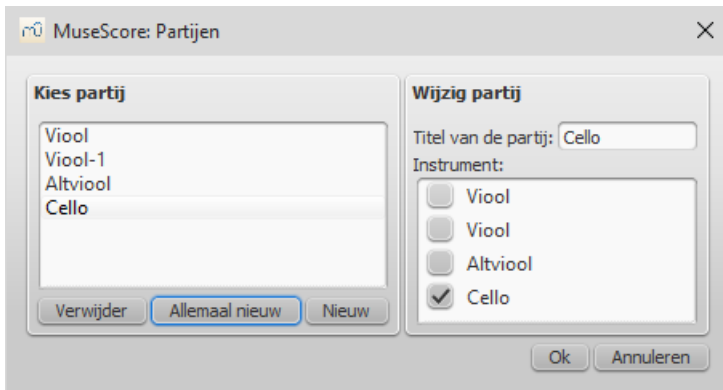 MuseScore: Partijen
Kies partij
Viool
Viool-1
Altviool
Cello
Verwijder Allemaal nieuw Nieuw
Wijzig partij
Titel van de partij: Cello
Instrument:
Viool
Viool
Altviool
Cello
Ok Annuleren